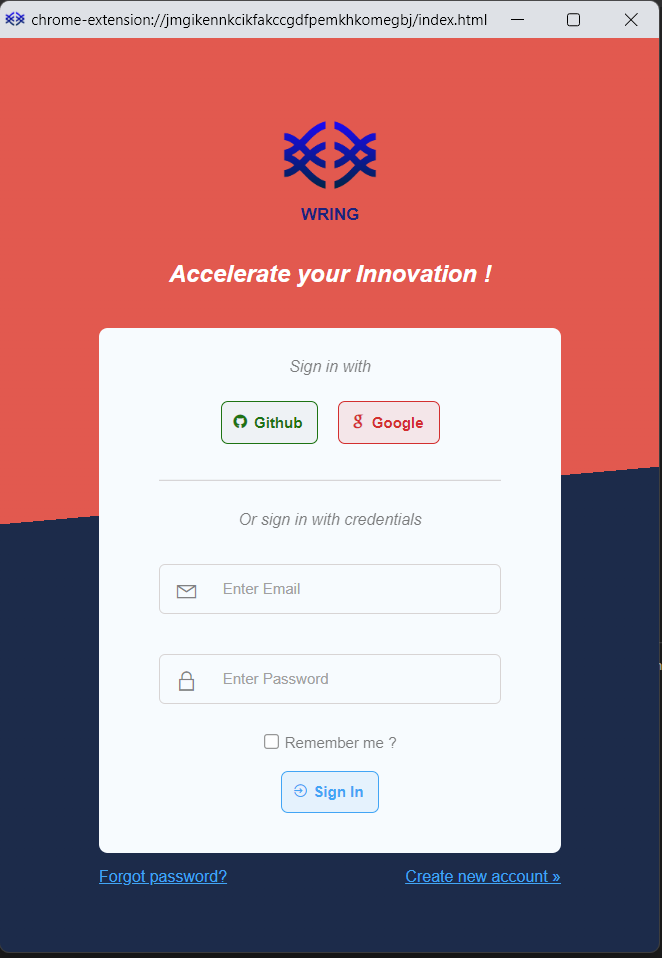 chrome-extension://jmgikennkcikfakccgdfpemkhkomegbj/index.html
WRING
Accelerate your Innovation !
Sign in with
Github
Google
Or sign in with credentials
Enter Email
Enter Password
Remember me ?
Sign In
Forgot password?
Create new account »